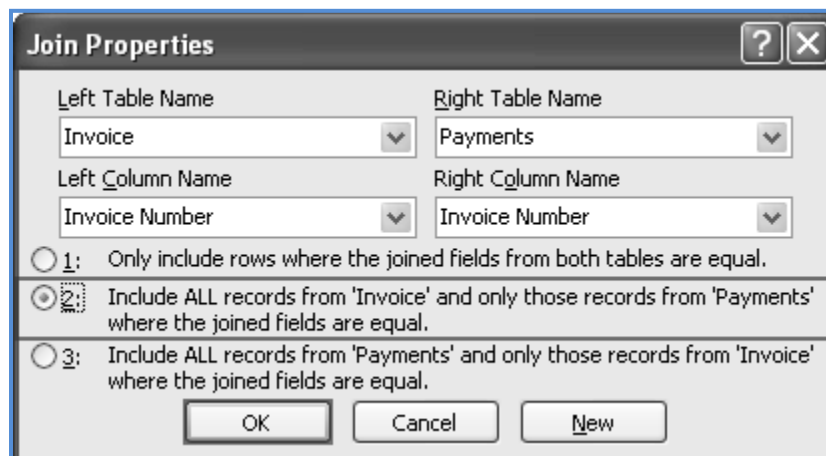 Join Properties
Left Table Name Right Table Name
Invoice Payments
Left Column Name Right Column Name
Invoice Number Invoice Number
1: Only include rows where the joined fields from both tables are equal.
2: Include ALL records from 'Invoice' and only those records from 'Payments'
where the joined fields are equal.
3: Include ALL records from 'Payments' and only those records from 'Invoice'
where the joined fields are equal.
OK Cancel New